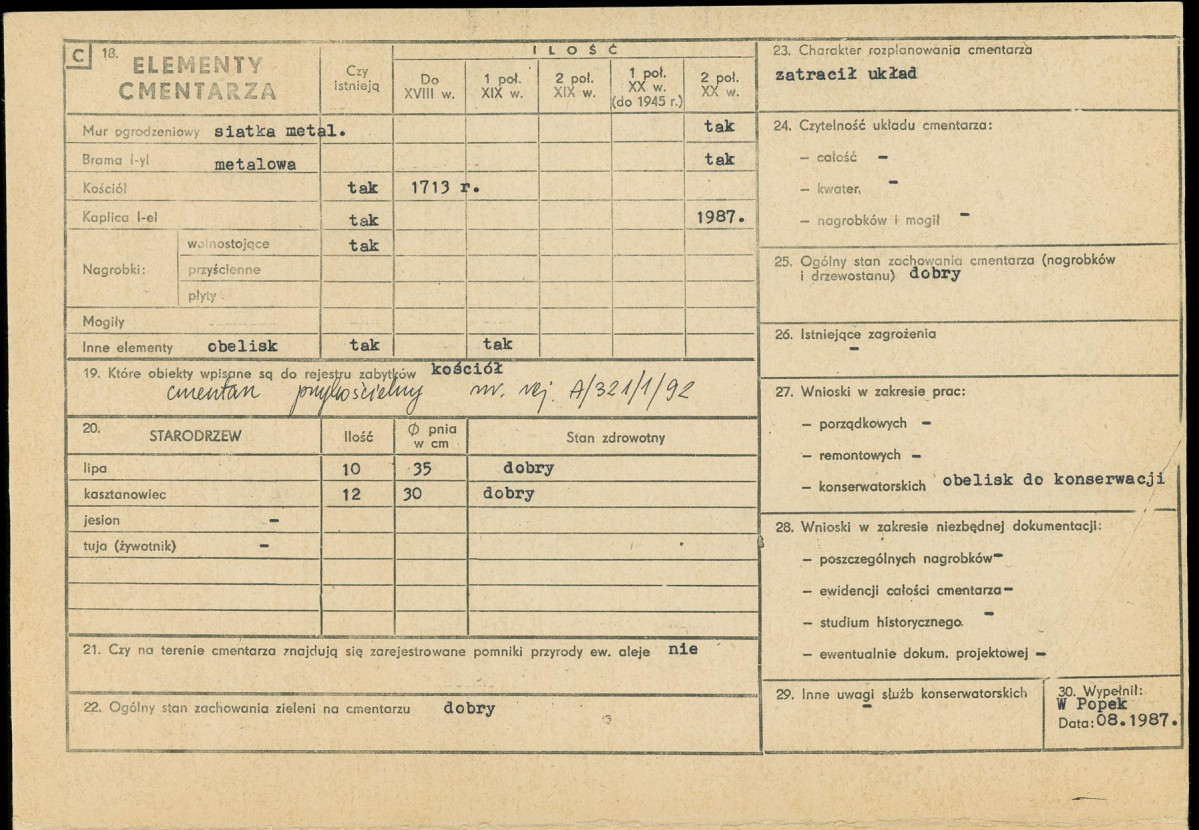 C 18. ELEMENTY CMENTARZA
Czy istnieją
ILOŚĆ
Do XVIII w.
1 poł. XIX w.
2 poł. XIX w.
1 poł. XX w. (do 1945 r.)
2 poł. XX w.
Mur ogrodzeniowy siatka metal. tak
Brama I-yl metalowa tak
Kościół tak 1713 r.
Kaplica I-el tak 1987.
Nagrobki:
wolnostojące tak
przyścienne
płyty
Mogiły
Inne elementy obelisk tak tak
19. Które obiekty wpisane są do rejestru zabytków kościół
cmentarz przykościelny nr. rej. A/321/1/92
20. STARODRZEW Ilość Ø pnia w cm Stan zdrowotny
lipa 10 35 dobry
kasztanowiec 12 30 dobry
jesion -
tuja (żywotnik) -
21. Czy na terenie cmentarza znajdują się zarejestrowane pomniki przyrody ew. aleje nie
22. Ogólny stan zachowania zieleni na cmentarzu dobry
23. Charakter rozplanowania cmentarza
zatracił układ
24. Czytelność układu cmentarza:
– całość -
– kwater, -
– nagrobków i mogił -
25. Ogólny stan zachowania cmentarza (nagrobków
i drzewostanu) dobry
26. Istniejące zagrożenia
-
27. Wnioski w zakresie prac:
– porządkowych -
– remontowych -
– konserwatorskich obelisk do konserwacji
28. Wnioski w zakresie niezbędnej dokumentacji:
– poszczególnych nagrobków -
– ewidencji całości cmentarza -
– studium historycznego. -
– ewentualnie dokum. projektowej -
29. Inne uwagi służb konserwatorskich
-
30. Wypełnił:
W Popek
Data: 08.1987.